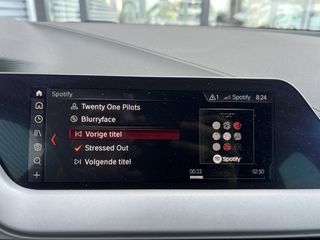 Spotify
1 Spotify 8:24
Twenty One Pilots
Blurryface
Vorige titel
Stressed Out
Volgende titel
Spotify
00:33 02:50